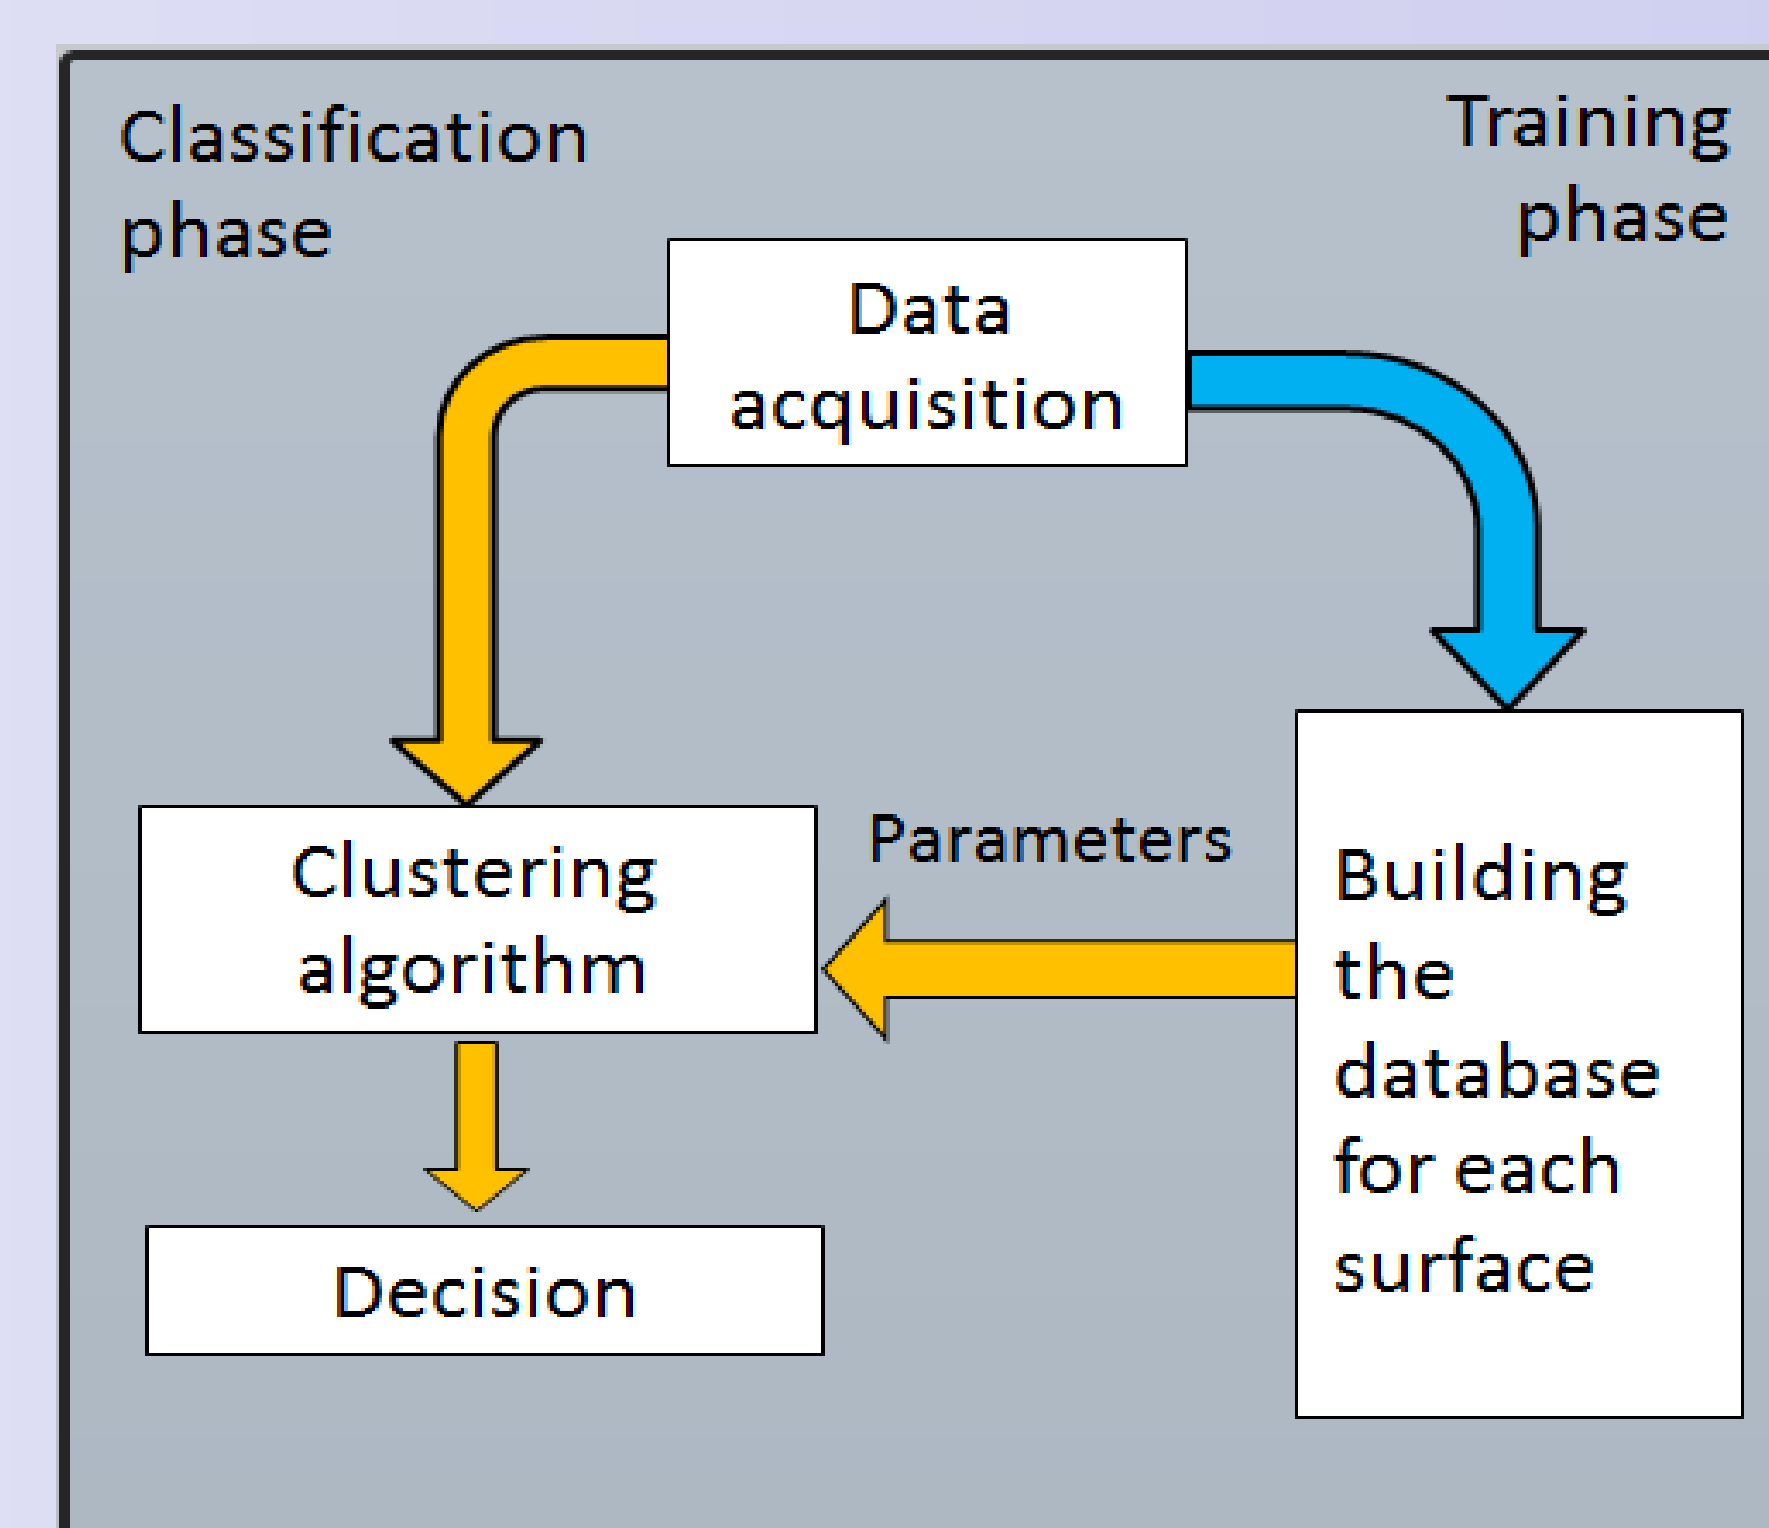 Classification
phase
Training
phase
Data
acquisition
Clustering
algorithm
Parameters
Building
the
database
for each
surface
Decision